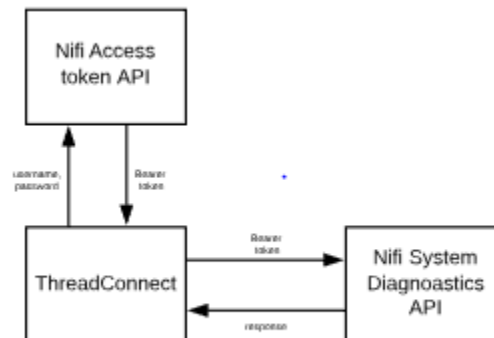 Nifi Access
token API
username,
password
Bearer
token
ThreadConnect
Bearer
token
response
Nifi System
Diagnoastics
API